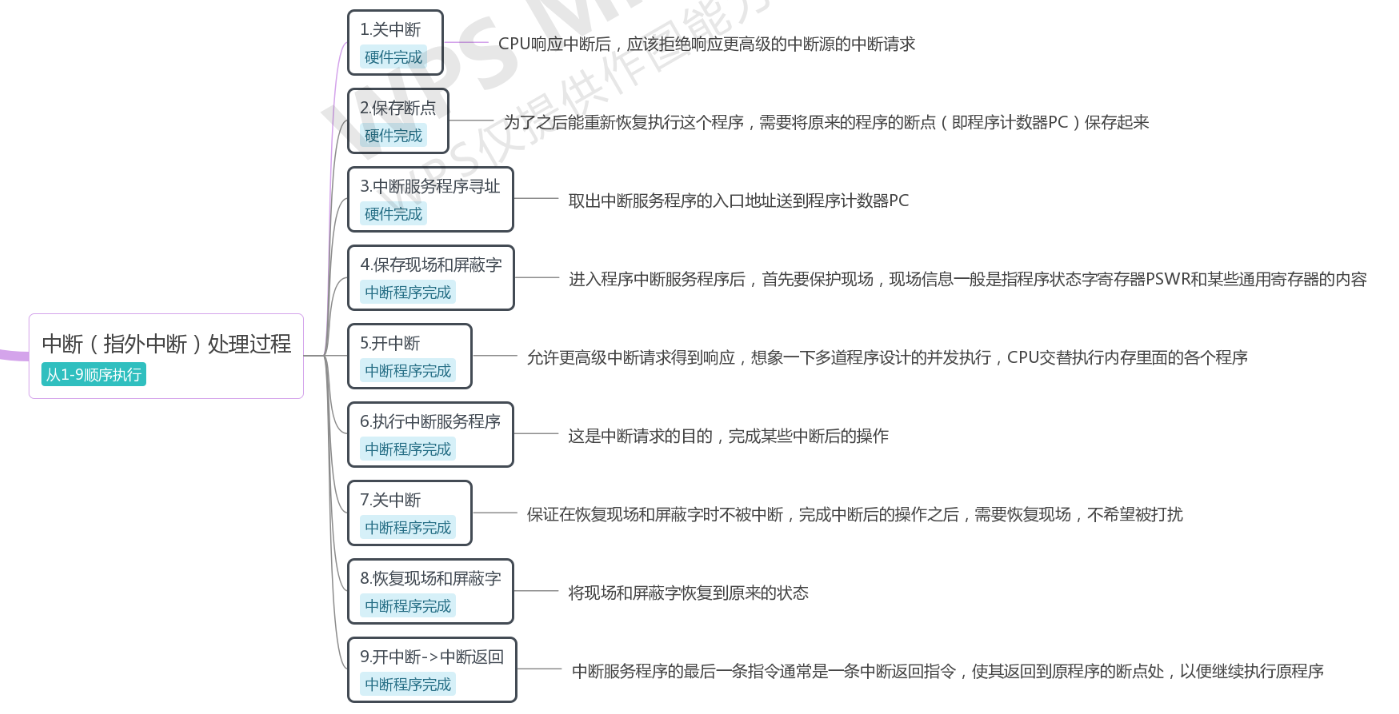 WPS M
WPS仅提供作图能力
中断（指外中断）处理过程
从1-9顺序执行
1.关中断
硬件完成
CPU响应中断后，应该拒绝响应更高级的中断源的中断请求
2.保存断点
硬件完成
为了之后能重新恢复执行这个程序，需要将原来的程序的断点（即程序计数器PC）保存起来
3.中断服务程序寻址
硬件完成
取出中断服务程序的入口地址送到程序计数器PC
4.保存现场和屏蔽字
中断程序完成
进入程序中断服务程序后，首先要保护现场，现场信息一般是指程序状态字寄存器PSWR和某些通用寄存器的内容
5.开中断
中断程序完成
允许更高级中断请求得到响应，想象一下多道程序设计的并发执行，CPU交替执行内存里面的各个程序
6.执行中断服务程序
中断程序完成
这是中断请求的目的，完成某些中断后的操作
7.关中断
中断程序完成
保证在恢复现场和屏蔽字时不被中断，完成中断后的操作之后，需要恢复现场，不希望被打扰
8.恢复现场和屏蔽字
中断程序完成
将现场和屏蔽字恢复到原来的状态
9.开中断->中断返回
中断程序完成
中断服务程序的最后一条指令通常是一条中断返回指令，使其返回到原程序的断点处，以便继续执行原程序